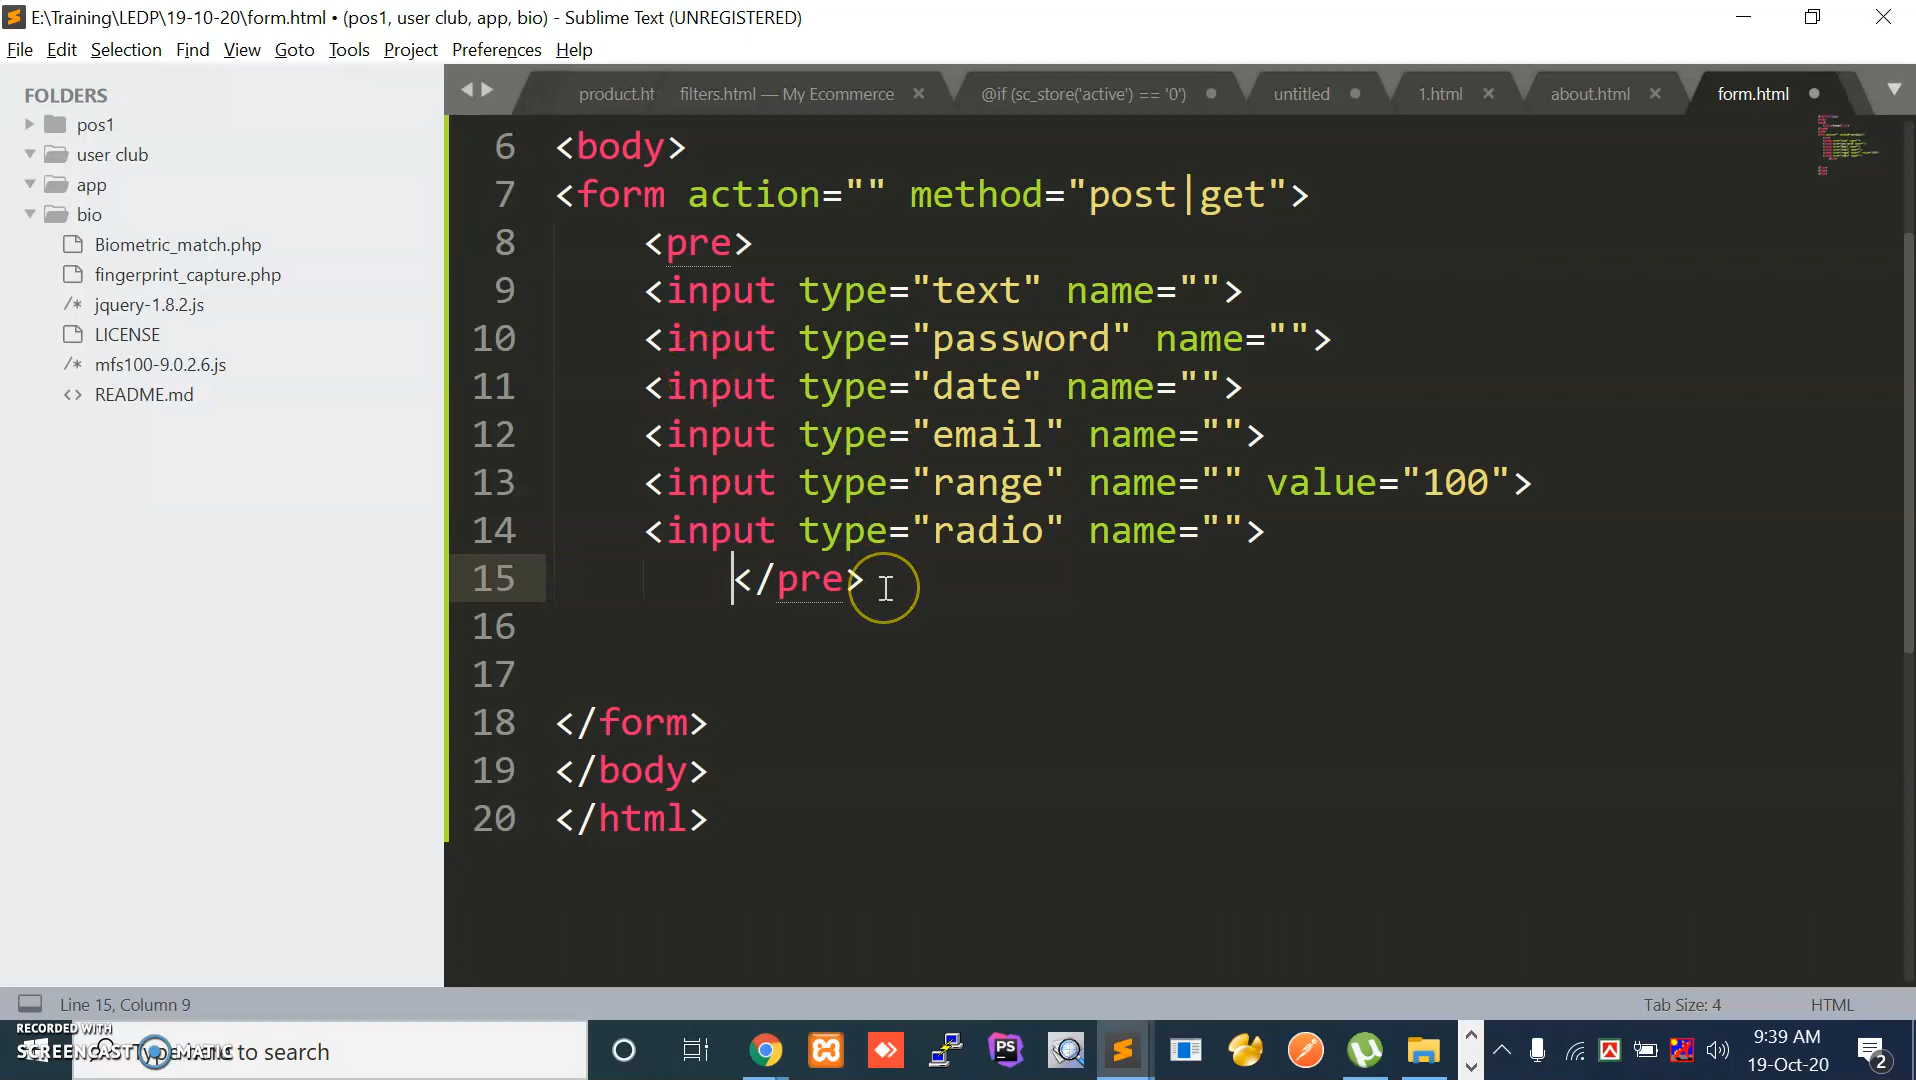 E:\Training\LEDP\19-10-20\form.html • (pos1, user club, app, bio) - Sublime Text (UNREGISTERED)
File Edit Selection Find View Goto Tools Project Preferences Help
FOLDERS
pos1
user club
app
bio
Biometric_match.php
fingerprint_capture.php
/* jquery-1.8.2.js
LICENSE
/* mfs100-9.0.2.6.js
<> README.md
product.ht filters.html — My Ecommerce @if (sc_store('active') == '0') untitled 1.html about.html form.html
6 <body>
7 <form action="" method="post|get">
8 <pre>
9 <input type="text" name="">
10 <input type="password" name="">
11 <input type="date" name="">
12 <input type="email" name="">
13 <input type="range" name="" value="100">
14 <input type="radio" name="">
15 </pre>
16
17
18 </form>
19 </body>
20 </html>
Line 15, Column 9 Tab Size: 4 HTML
RECORDED WITH
SCREENCAST MATIC
Type here to search
9:39 AM
19-Oct-20
2